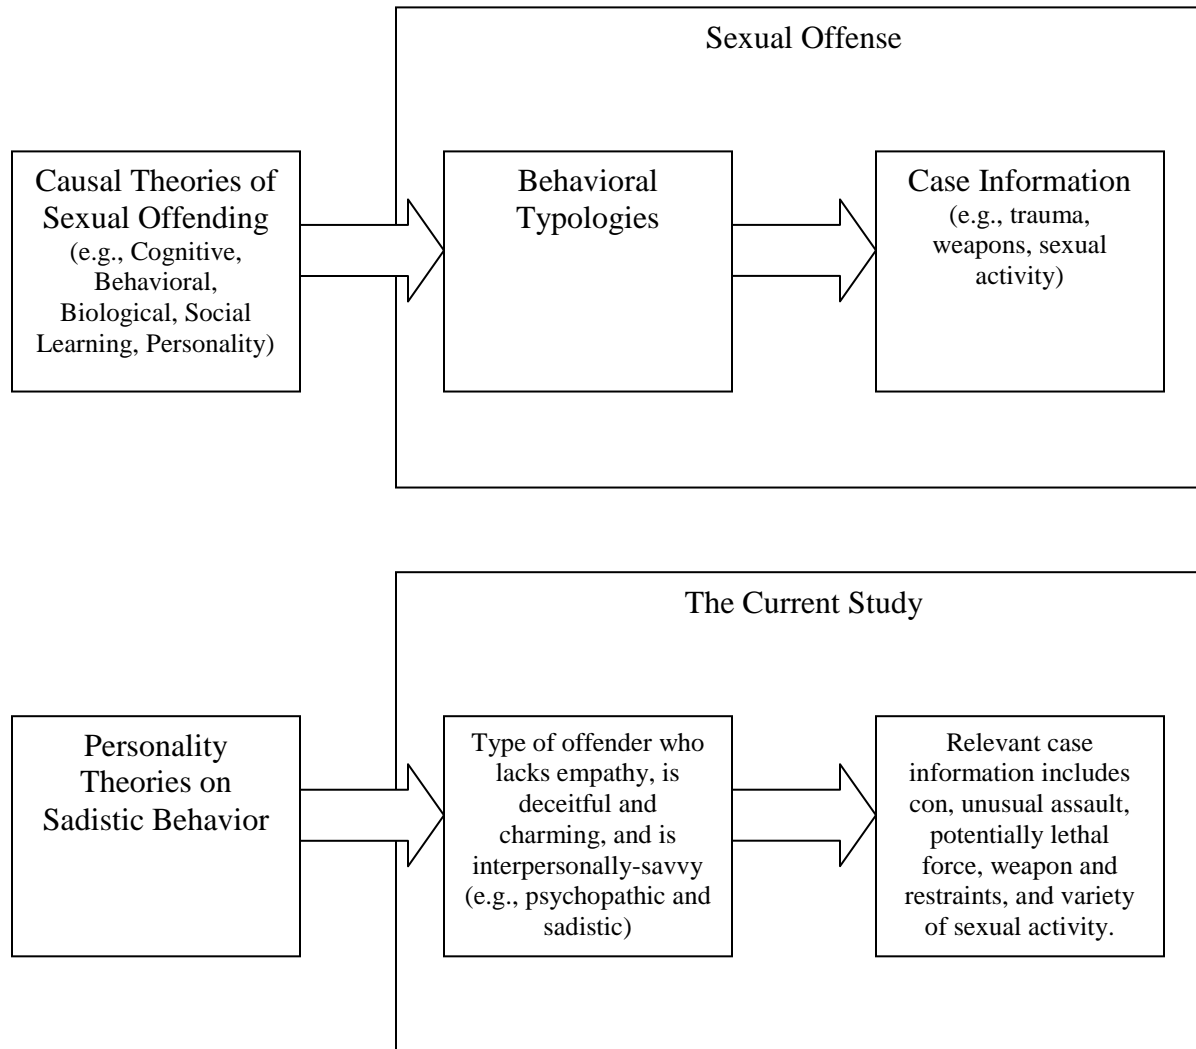 Sexual Offense
Causal Theories of
Sexual Offending
(e.g., Cognitive,
Behavioral,
Biological, Social
Learning, Personality)
Behavioral
Typologies
Case Information
(e.g., trauma,
weapons, sexual
activity)
The Current Study
Personality
Theories on
Sadistic Behavior
Type of offender who
lacks empathy, is
deceitful and
charming, and is
interpersonally-savvy
(e.g., psychopathic and
sadistic)
Relevant case
information includes
con, unusual assault,
potentially lethal
force, weapon and
restraints, and variety
of sexual activity.